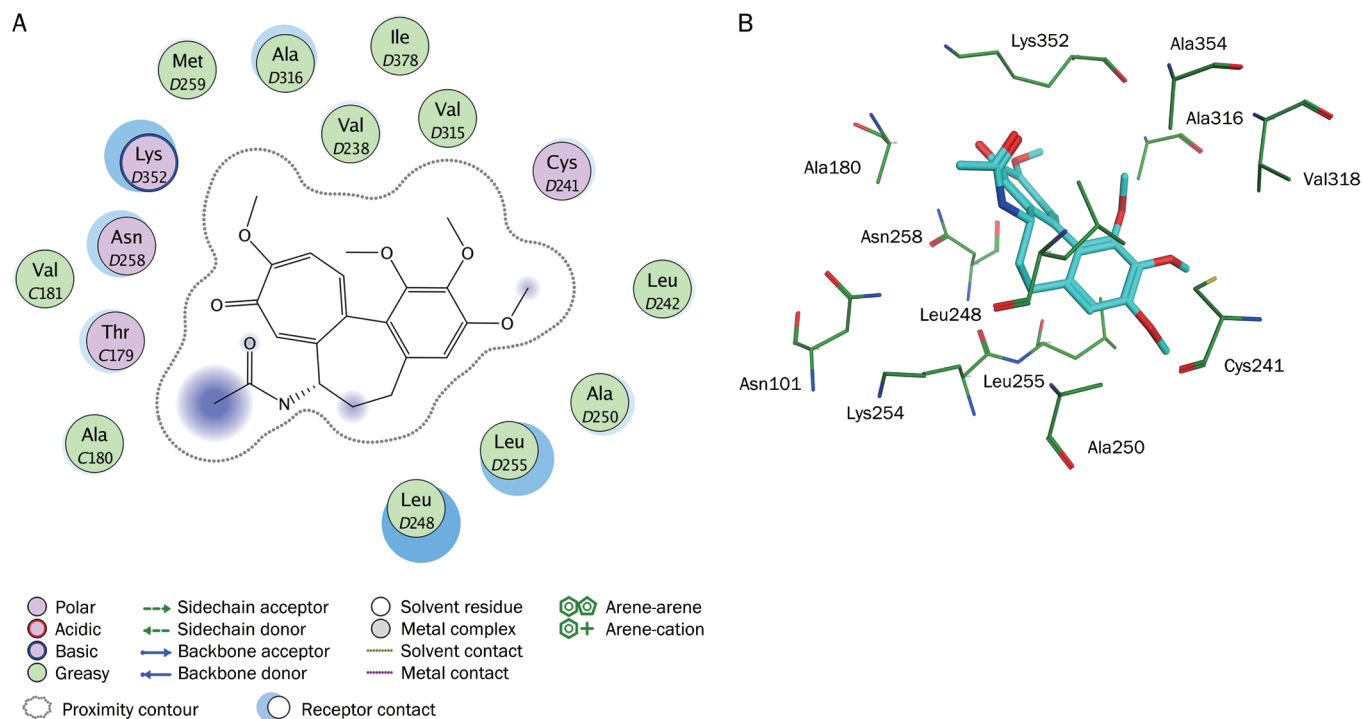 A
Met
D259
Ala
D316
Ile
D378
Val
D238
Val
D315
Lys
D352
Cys
D241
Asn
D258
Val
C181
Thr
C179
Leu
D242
Ala
C180
Ala
D250
Leu
D255
Leu
D248
O
O
O
O
O
O
N
Polar
Acidic
Basic
Greasy
Sidechain acceptor
Sidechain donor
Backbone acceptor
Backbone donor
Solvent residue
Metal complex
Solvent contact
Metal contact
Arene-arene
Arene-cation
Proximity contour
Receptor contact
B
Lys352
Ala354
Ala316
Ala180
Val318
Asn258
Leu248
Asn101
Lys254
Leu255
Cys241
Ala250